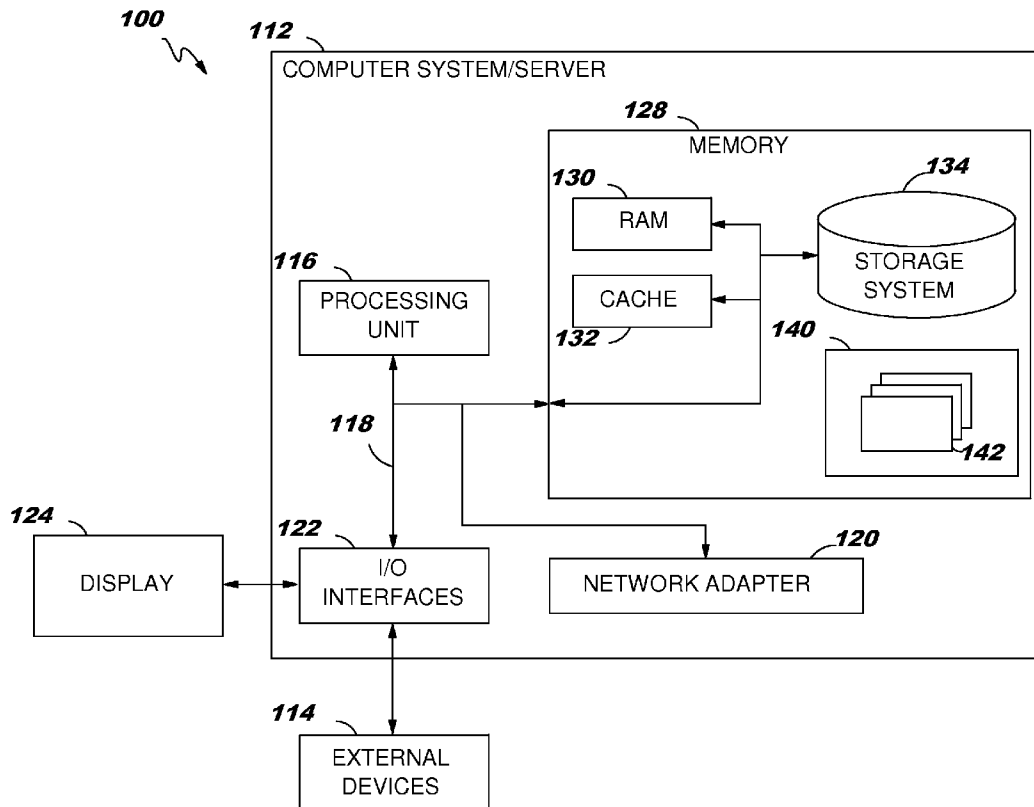 100
112
COMPUTER SYSTEM/SERVER
128
MEMORY
130
RAM
134
STORAGE
SYSTEM
CACHE
132
116
PROCESSING
UNIT
140
142
118
124
DISPLAY
122
I/O
INTERFACES
120
NETWORK ADAPTER
114
EXTERNAL
DEVICES